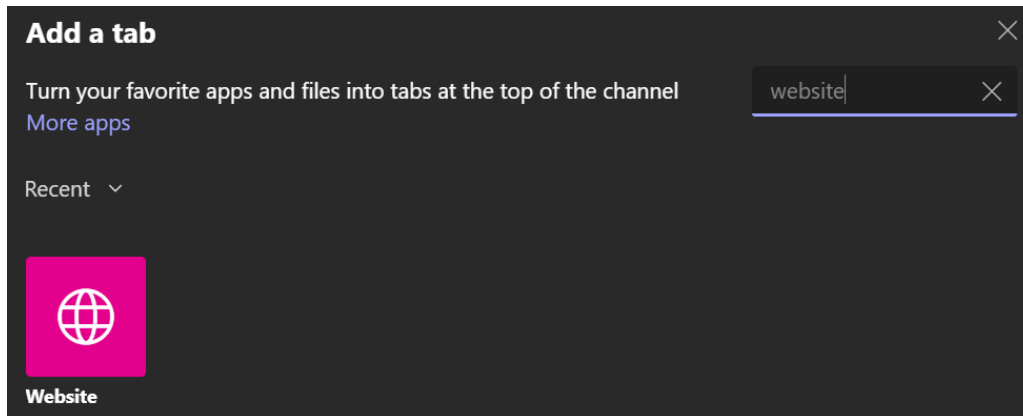 Add a tab
Turn your favorite apps and files into tabs at the top of the channel
website
More apps
Recent
Website